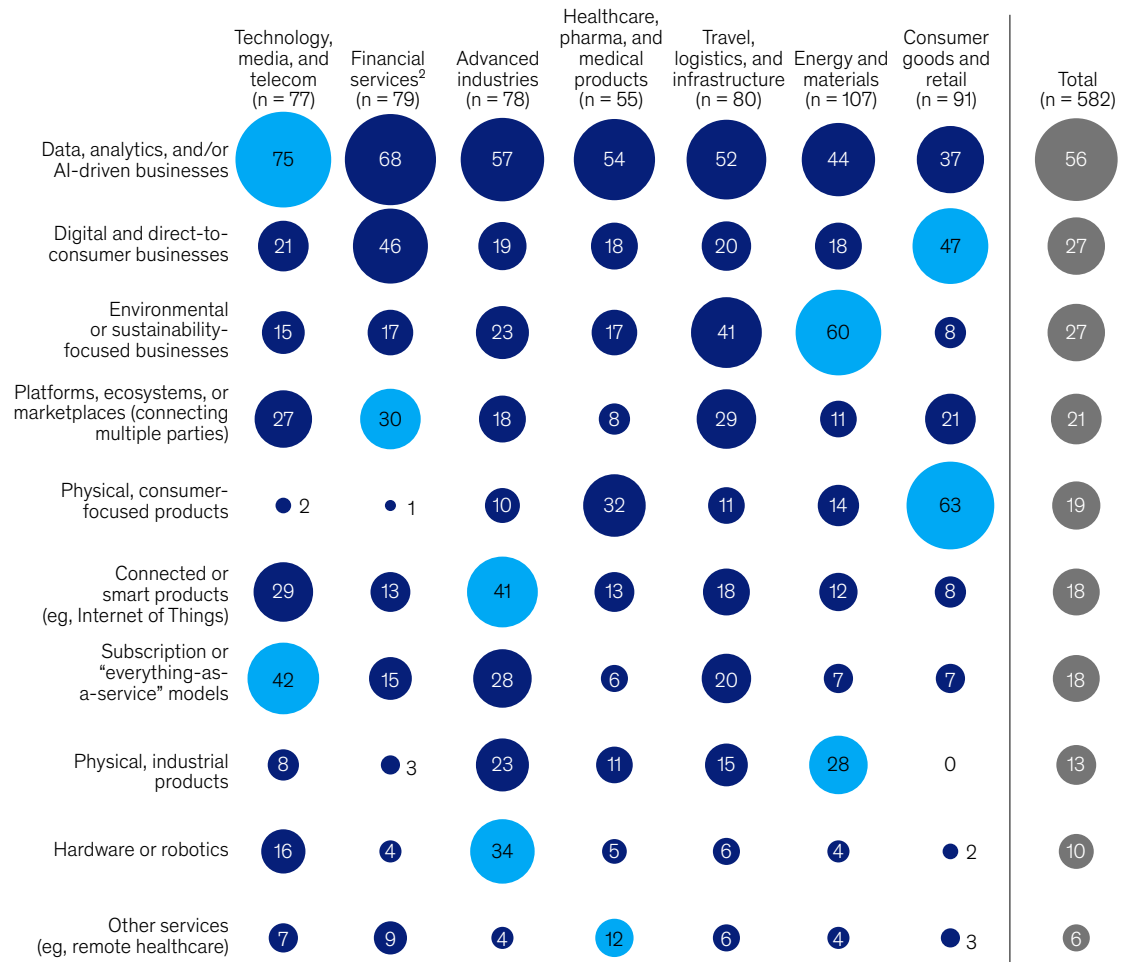 Technology, media, and telecom (n = 77)
Financial services² (n = 79)
Advanced industries (n = 78)
Healthcare, pharma, and medical products (n = 55)
Travel, logistics, and infrastructure (n = 80)
Energy and materials (n = 107)
Consumer goods and retail (n = 91)
Total (n = 582)
Data, analytics, and/or
AI-driven businesses
75 68 57 54 52 44 37 56
Digital and direct-to-
consumer businesses
21 46 19 18 20 18 47 27
Environmental
or sustainability-
focused businesses
15 17 23 17 41 60 8 27
Platforms, ecosystems, or
marketplaces (connecting
multiple parties)
27 30 18 8 29 11 21 21
Physical, consumer-
focused products
2 1 10 32 11 14 63 19
Connected or
smart products
(eg, Internet of Things)
29 13 41 13 18 12 8 18
Subscription or
“everything-as-
a-service” models
42 15 28 6 20 7 7 18
Physical, industrial
products
8 3 23 11 15 28 0 13
Hardware or robotics
16 4 34 5 6 4 2 10
Other services
(eg, remote healthcare)
7 9 4 12 6 4 3 6